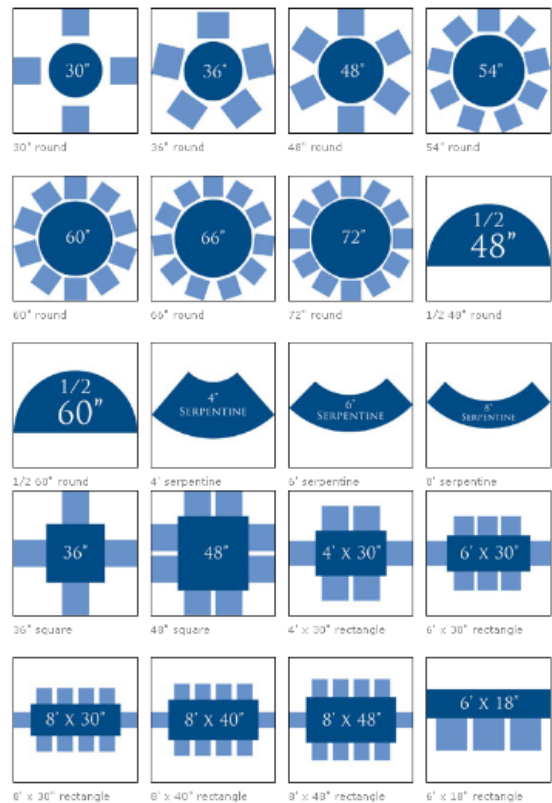 30"
36"
48"
54"
30" round
36" round
48" round
54" round
60"
66"
72"
1/2
48"
60" round
66" round
72" round
1/2 48" round
1/2
60"
4"
SERPENTINE
6"
SERPENTINE
8"
SERPENTINE
1/2 60" round
4' serpentine
6' serpentine
8' serpentine
36"
48"
4' X 30"
6' X 30"
36" square
48" square
4' x 30" rectangle
6' x 30" rectangle
8' X 30"
8' X 40"
8' X 48"
6' X 18"
8' x 30" rectangle
8' x 40" rectangle
8' x 48" rectangle
6' x 18" rectangle